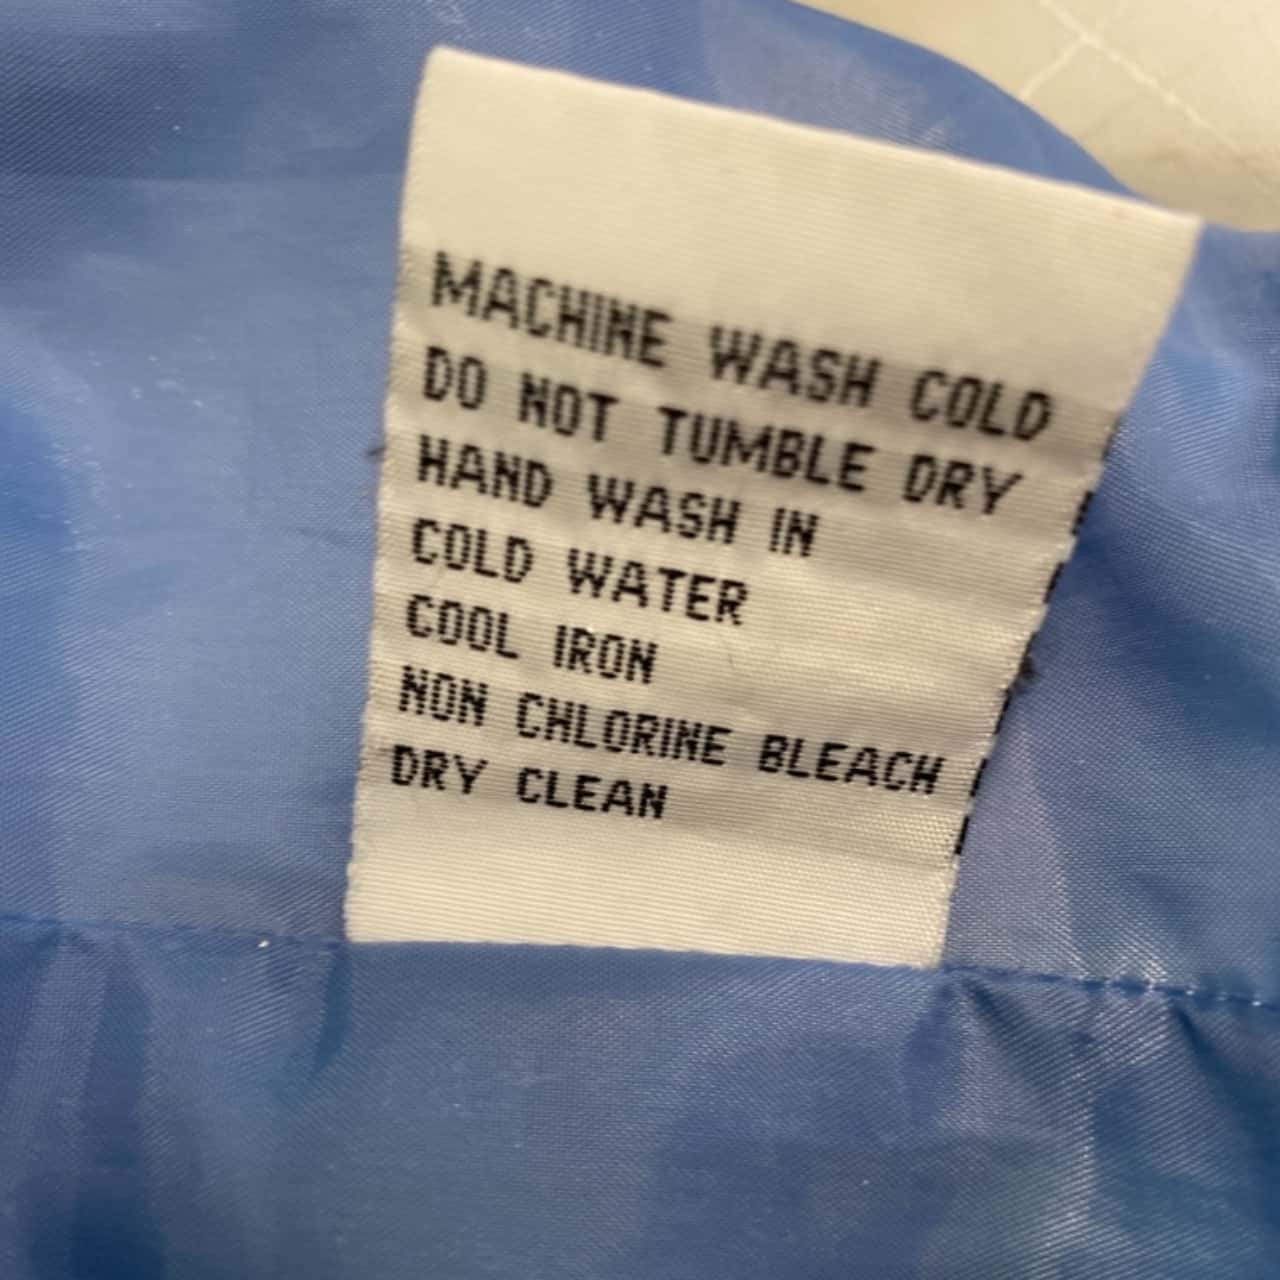 MACHINE WASH COLD
DO NOT TUMBLE DRY
HAND WASH IN
COLD WATER
COOL IRON
NON CHLORINE BLEACH
DRY CLEAN